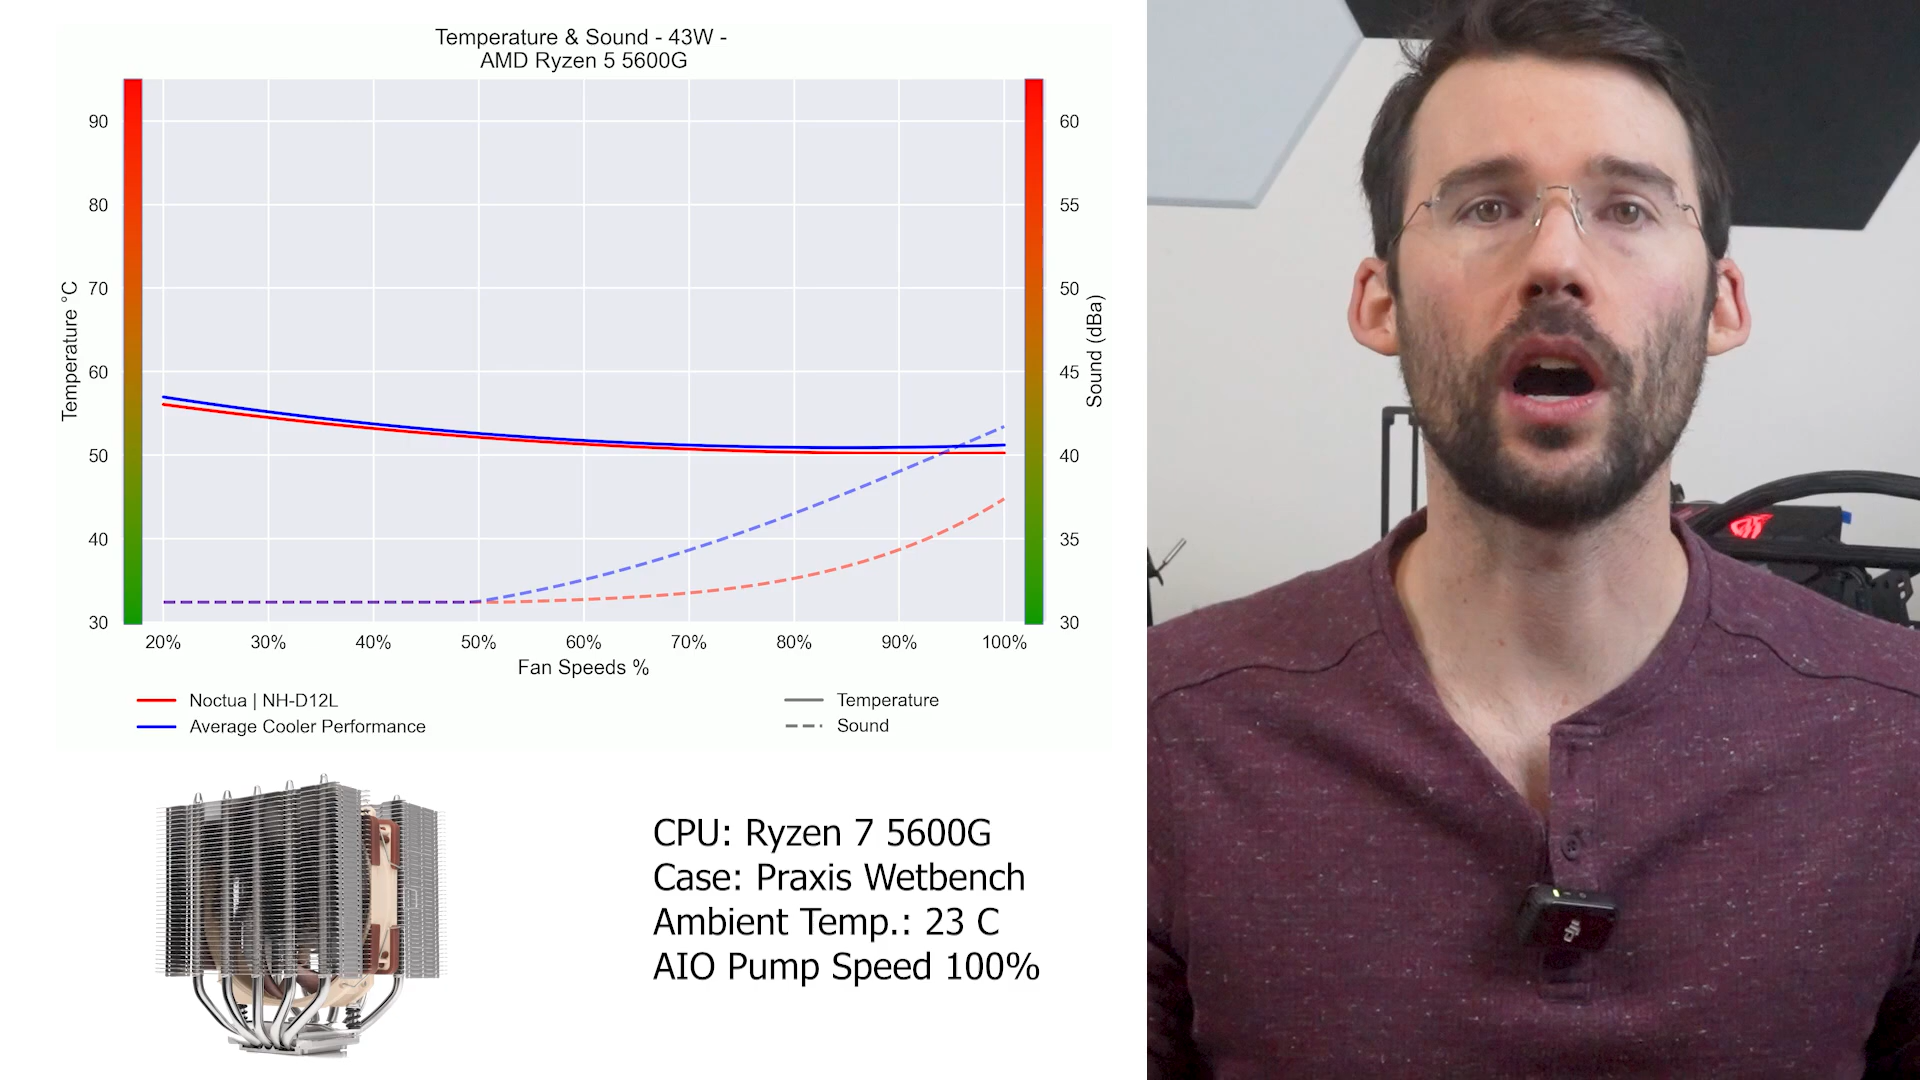 Temperature & Sound - 43W -
AMD Ryzen 5 5600G
Temperature °C
90
80
70
60
50
40
30
60
55
50
45
40
35
30
Sound (dBa)
20% 30% 40% 50% 60% 70% 80% 90% 100%
Fan Speeds %
Noctua | NH-D12L
Average Cooler Performance
Temperature
Sound
CPU: Ryzen 7 5600G
Case: Praxis Wetbench
Ambient Temp.: 23 C
AIO Pump Speed 100%
dji